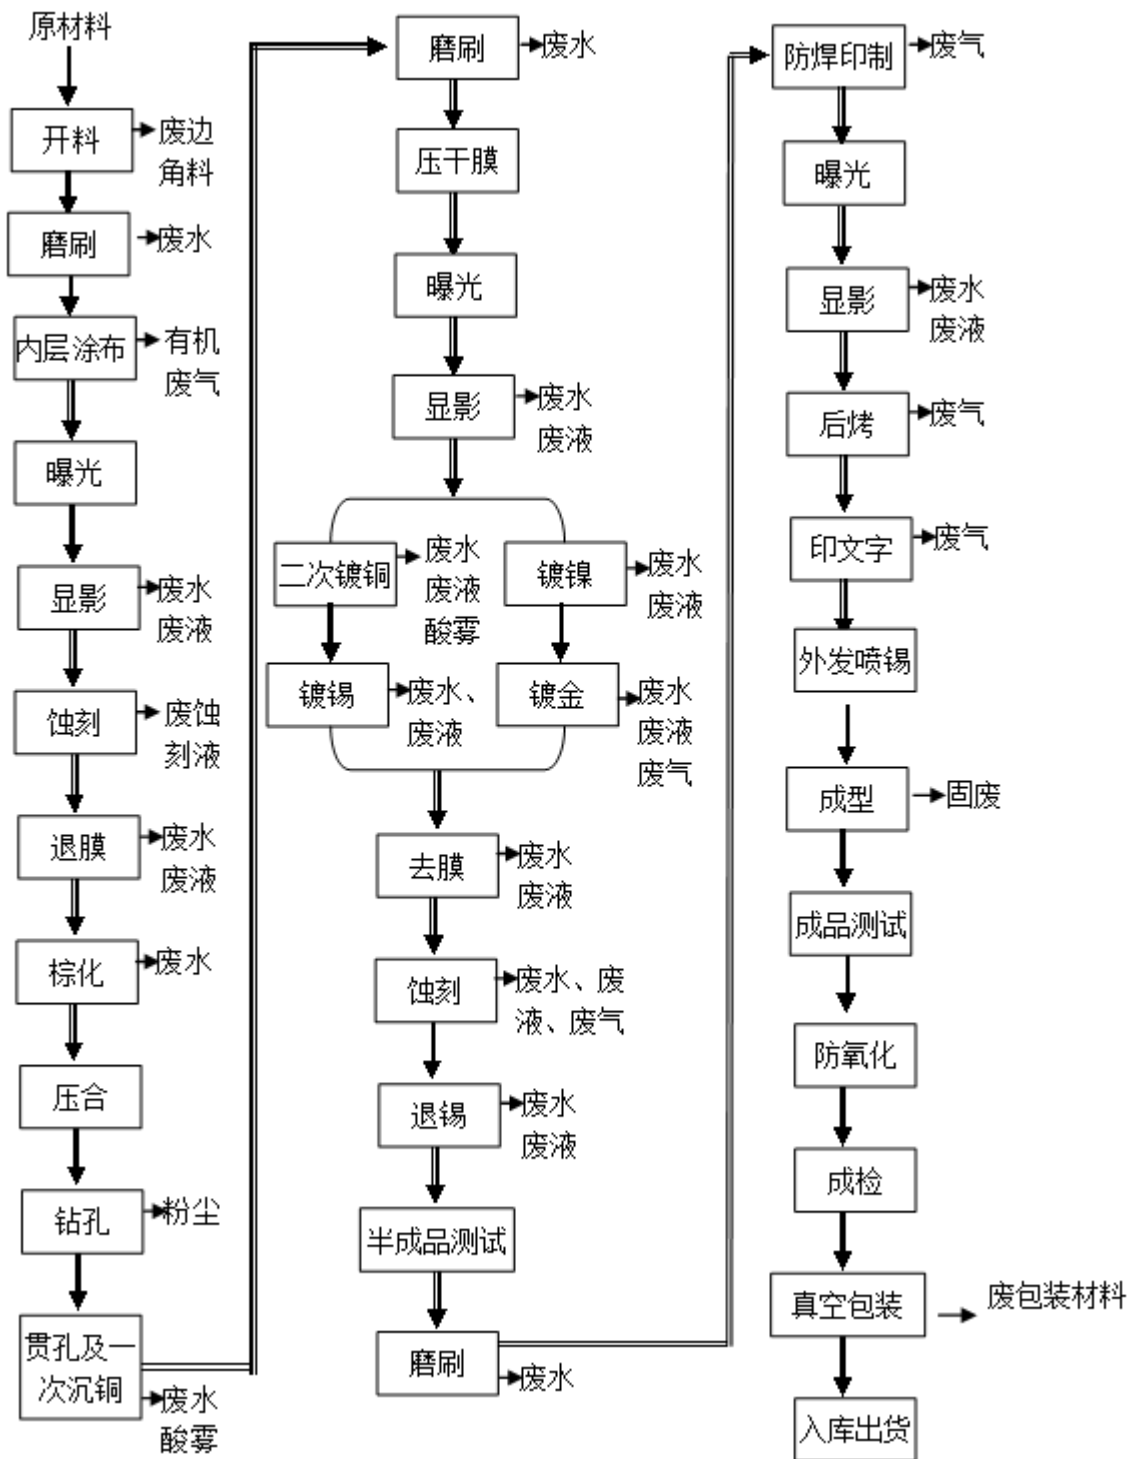 原材料
开料
废边
角料
磨刷
废水
内层涂布
有机
废气
曝光
显影
废水
废液
蚀刻
废蚀
刻液
退膜
废水
废液
棕化
废水
压合
钻孔
粉尘
贯孔及一
次沉铜
废水
酸雾
磨刷
废水
压干膜
曝光
显影
废水
废液
二次镀铜
废水
废液
酸雾
镀镍
废水
废液
镀锡
废水、
废液
镀金
废水
废液
废气
去膜
废水
废液
蚀刻
废水、废
液、废气
退锡
废水
废液
半成品测试
磨刷
废水
防焊印制
废气
曝光
显影
废水
废液
后烤
废气
印文字
废气
外发喷锡
成型
固废
成品测试
防氧化
成检
真空包装
废包装材料
入库出货